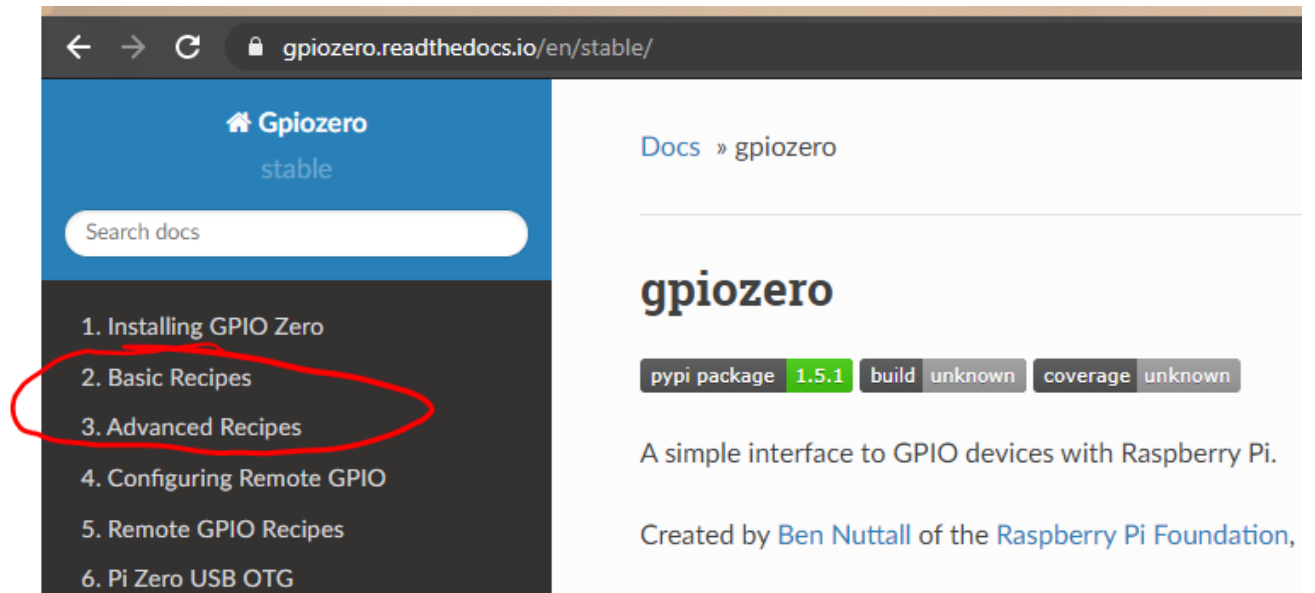 gpiozero.readthedocs.io/en/stable/
Gpiozero
stable
Search docs
1. Installing GPIO Zero
2. Basic Recipes
3. Advanced Recipes
4. Configuring Remote GPIO
5. Remote GPIO Recipes
6. Pi Zero USB OTG
Docs » gpiozero
gpiozero
pypi package 1.5.1 build unknown coverage unknown
A simple interface to GPIO devices with Raspberry Pi.
Created by Ben Nuttall of the Raspberry Pi Foundation,